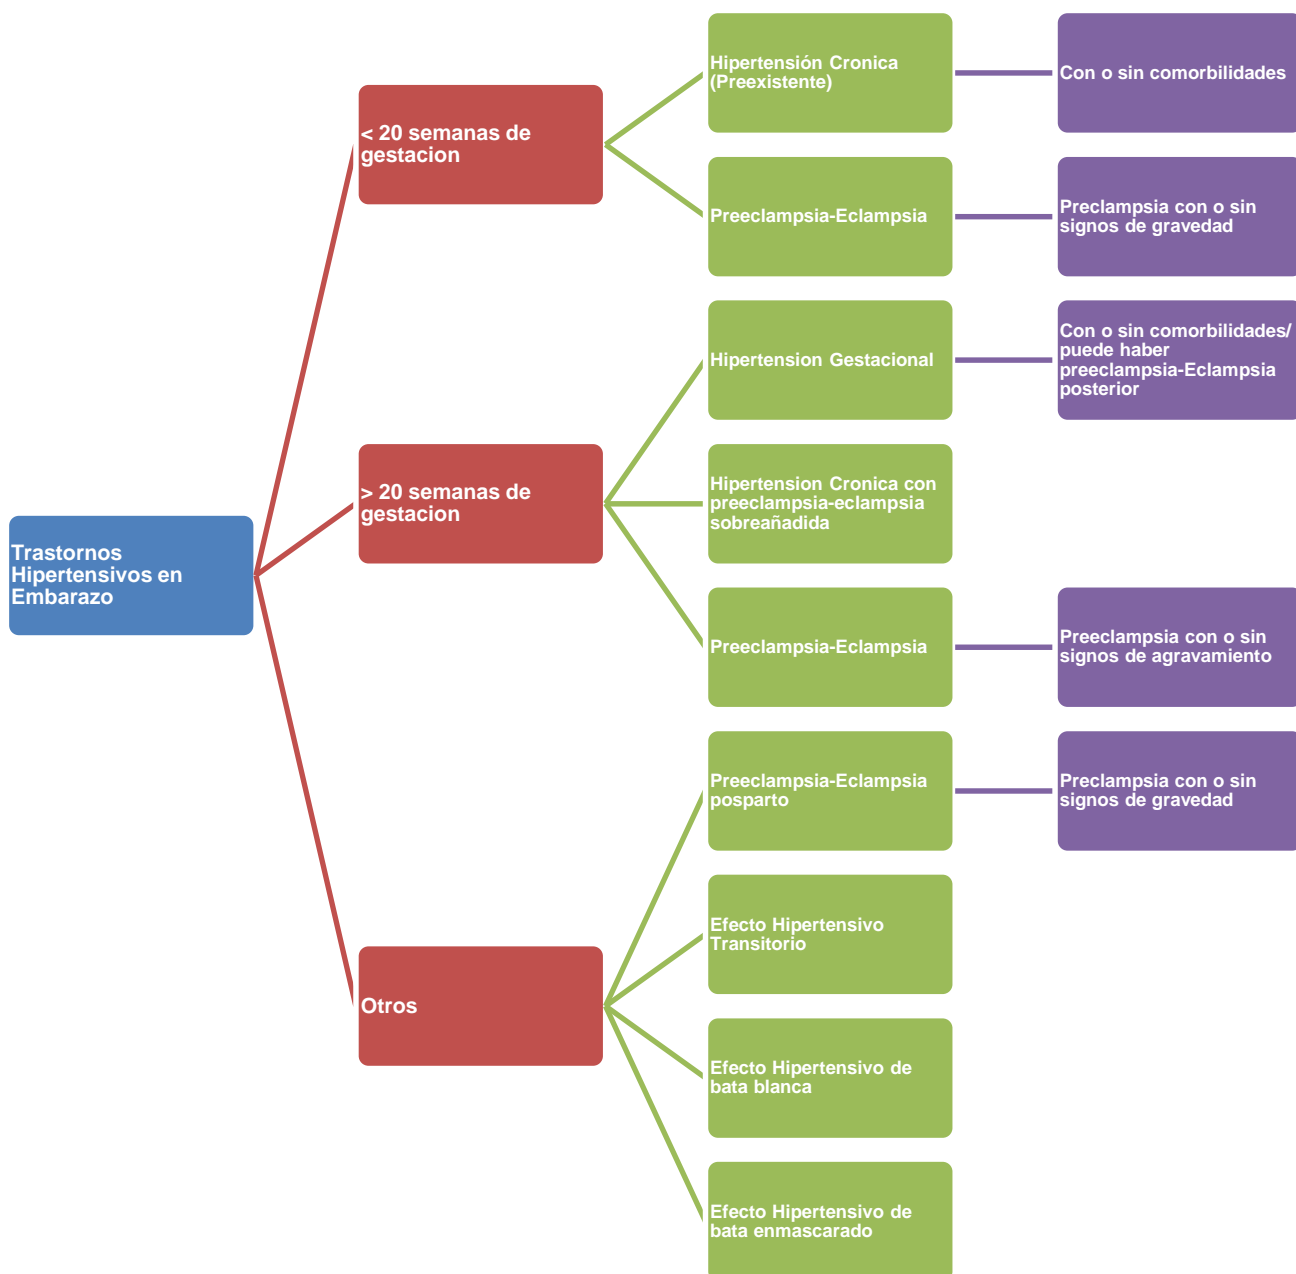 Trastornos
Hipertensivos en
Embarazo
< 20 semanas de
gestacion
Hipertensión Cronica
(Preexistente)
Con o sin comorbilidades
Preeclampsia-Eclampsia
Preclampsia con o sin
signos de gravedad
> 20 semanas de
gestacion
Hipertension Gestacional
Con o sin comorbilidades/
puede haber
preeclampsia-Eclampsia
posterior
Hipertension Cronica con
preeclampsia-eclampsia
sobreañadida
Preeclampsia-Eclampsia
Preeclampsia con o sin
signos de agravamiento
Otros
Preeclampsia-Eclampsia
posparto
Preclampsia con o sin
signos de gravedad
Efecto Hipertensivo
Transitorio
Efecto Hipertensivo de
bata blanca
Efecto Hipertensivo de
bata enmascarado